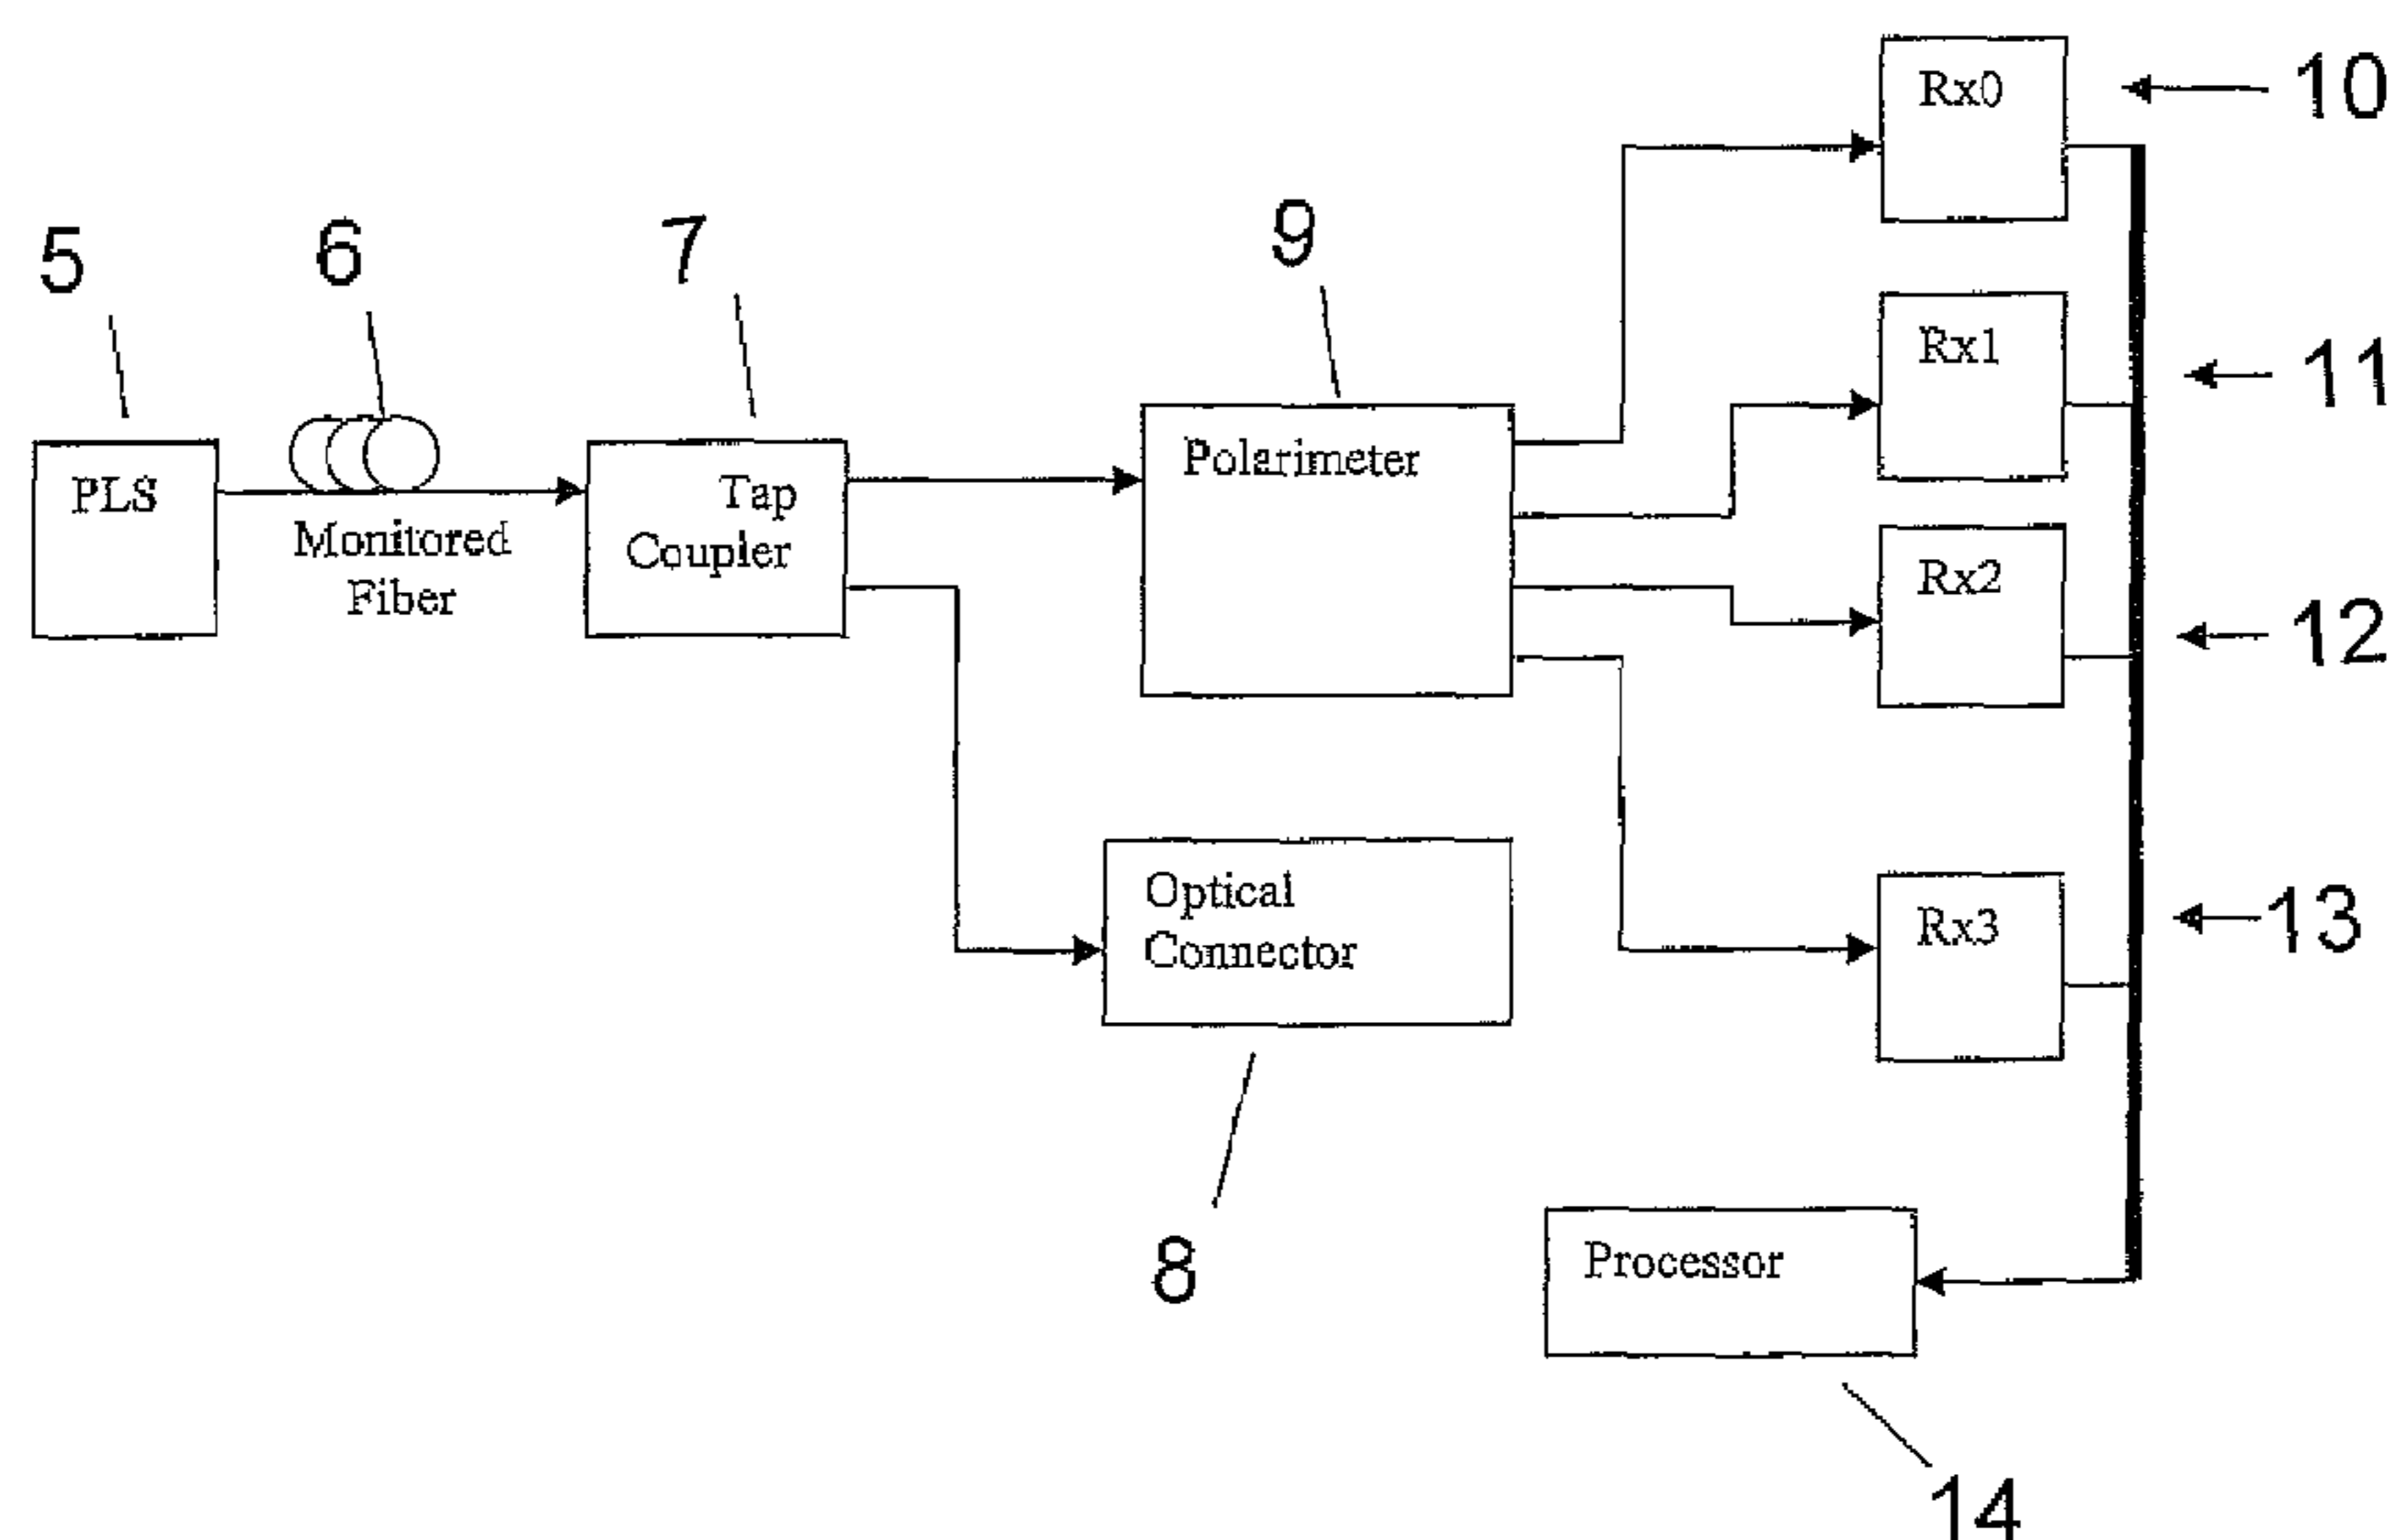 10
Rx0
5
6
7
9
Rx1
11
PLS
Monitored
Fiber
Tap
Coupler
Polarimeter
Rx2
12
Optical
Connector
Rx3
13
8
Processor
14